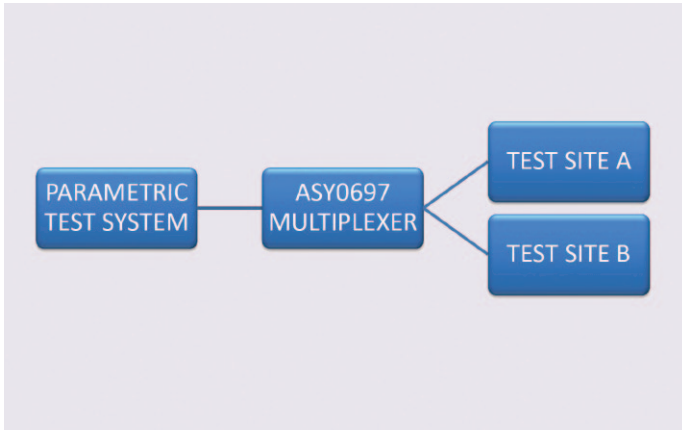 PARAMETRIC
TEST SYSTEM
ASY0697
MULTIPLEXER
TEST SITE A
TEST SITE B